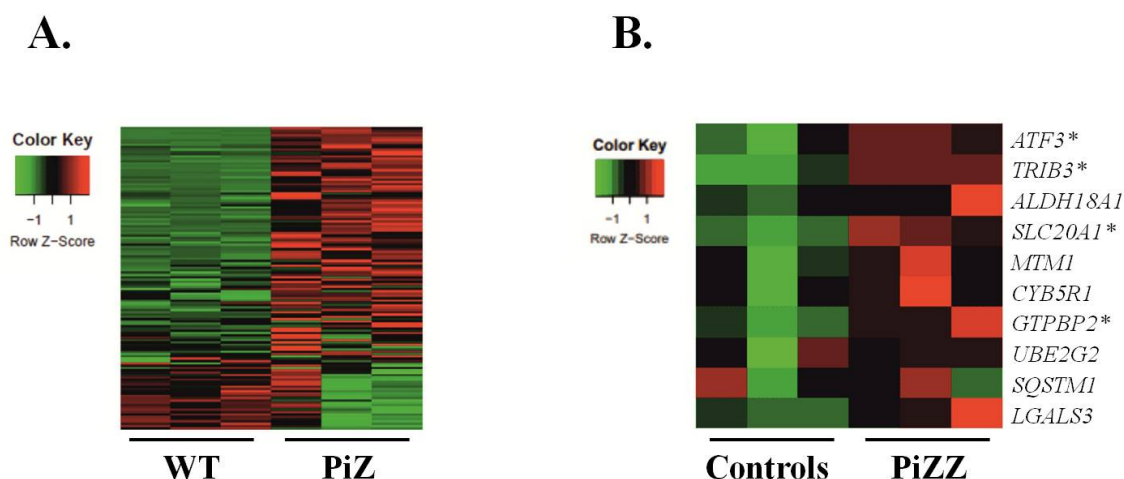 A.
Color Key
−1 1
Row Z−Score
WT PiZ
B.
Color Key
−1 1
Row Z−Score
ATF3*
TRIB3*
ALDH18A1
SLC20A1*
MTM1
CYB5R1
GTPBP2*
UBE2G2
SQSTM1
LGALS3
Controls PiZZ